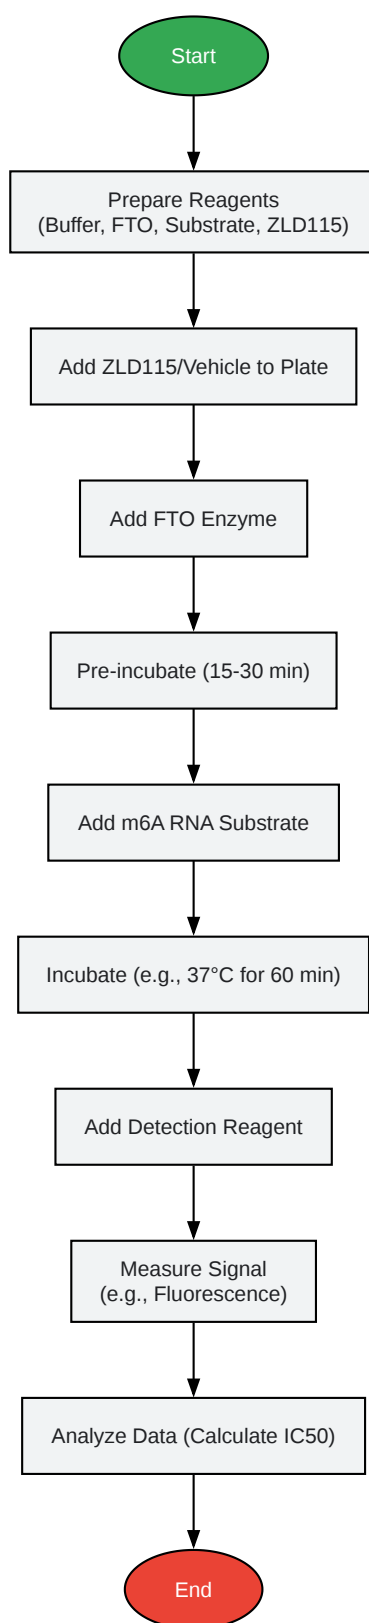 Start
Prepare Reagents
(Buffer, FTO, Substrate, ZLD115)
Add ZLD115/Vehicle to Plate
Add FTO Enzyme
Pre-incubate (15-30 min)
Add m6A RNA Substrate
Incubate (e.g., 37°C for 60 min)
Add Detection Reagent
Measure Signal
(e.g., Fluorescence)
Analyze Data (Calculate IC50)
End